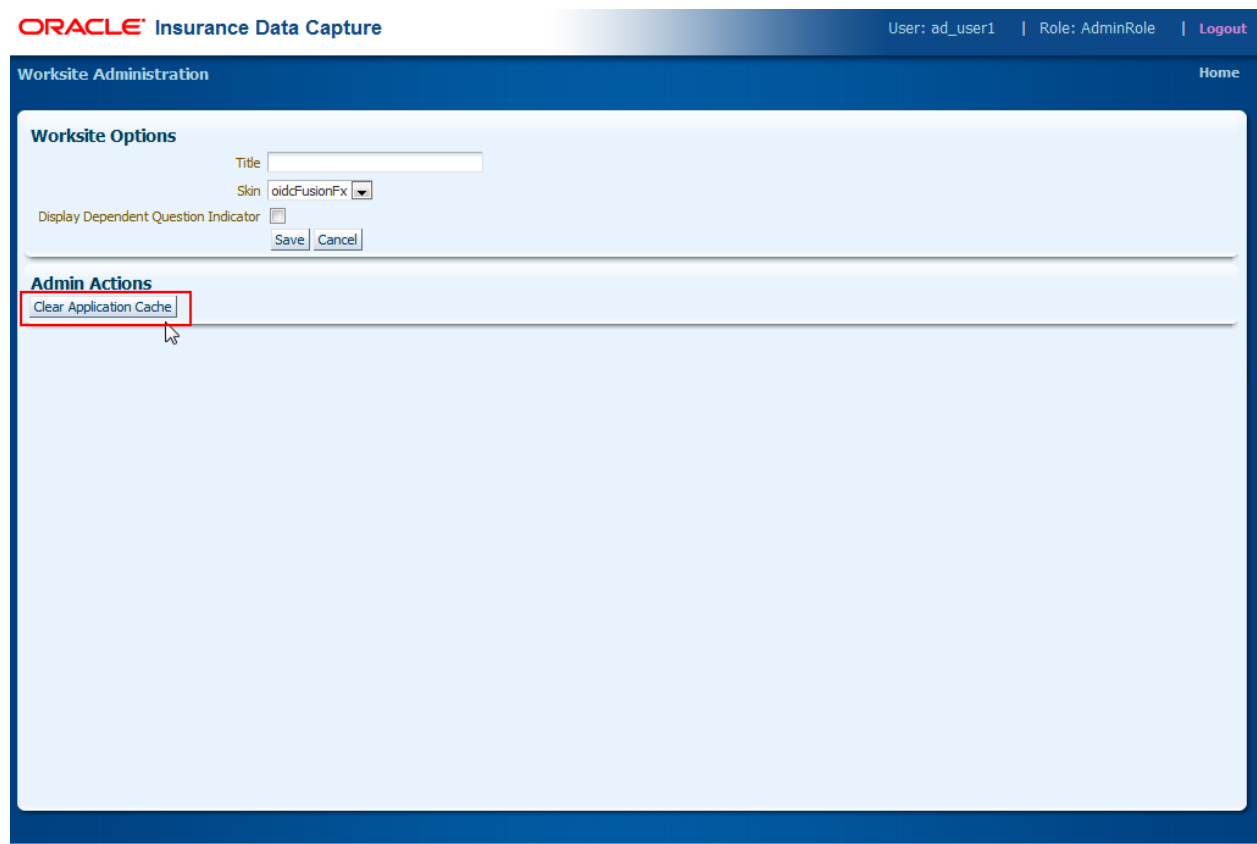 ORACLE Insurance Data Capture User: ad_user1 | Role: AdminRole | Logout
Worksite Administration Home
Worksite Options
Title
Skin oidcFusionFx
Display Dependent Question Indicator
Save Cancel
Admin Actions
Clear Application Cache